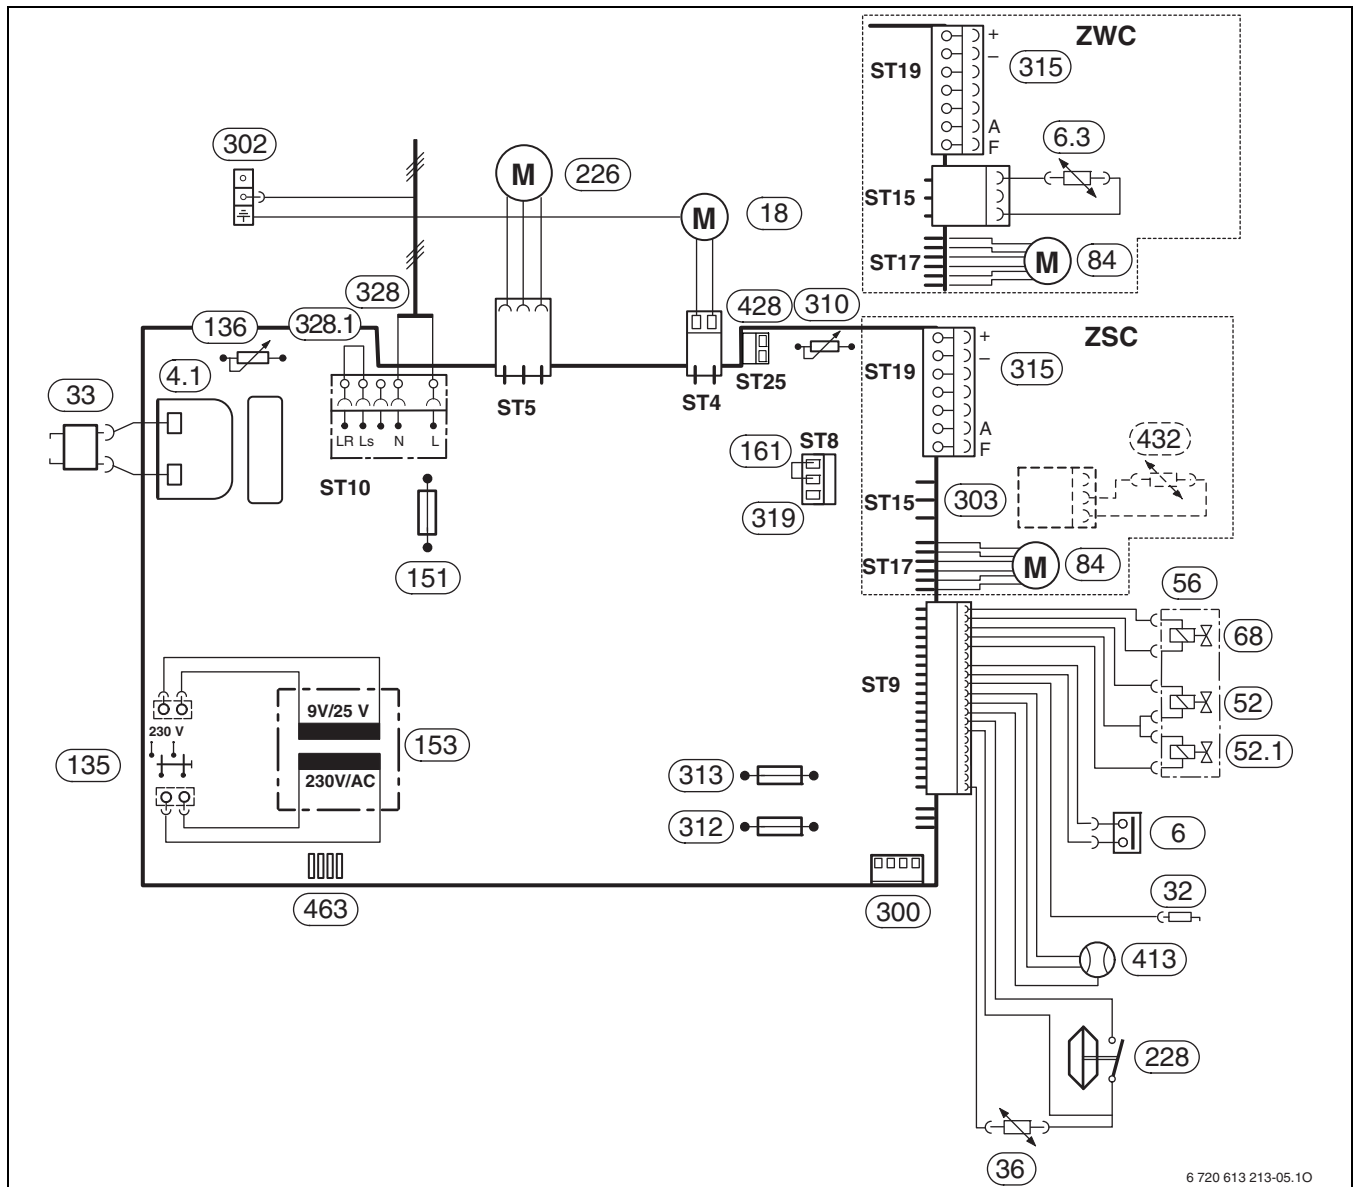 ZWC
+
–
ST19
315
A
F
6.3
ST15
ST17
M
84
302
M
226
M
18
328
428
310
136
328.1
4.1
33
ST25
ST5
ST4
LR
Ls
N
L
ST10
151
161
ST8
319
ZSC
+
–
ST19
315
A
F
432
303
ST15
ST17
M
84
56
68
ST9
52
52.1
9V/25 V
230 V
153
135
230V/AC
313
312
6
463
300
32
413
228
36
6 720 613 213-05.1O